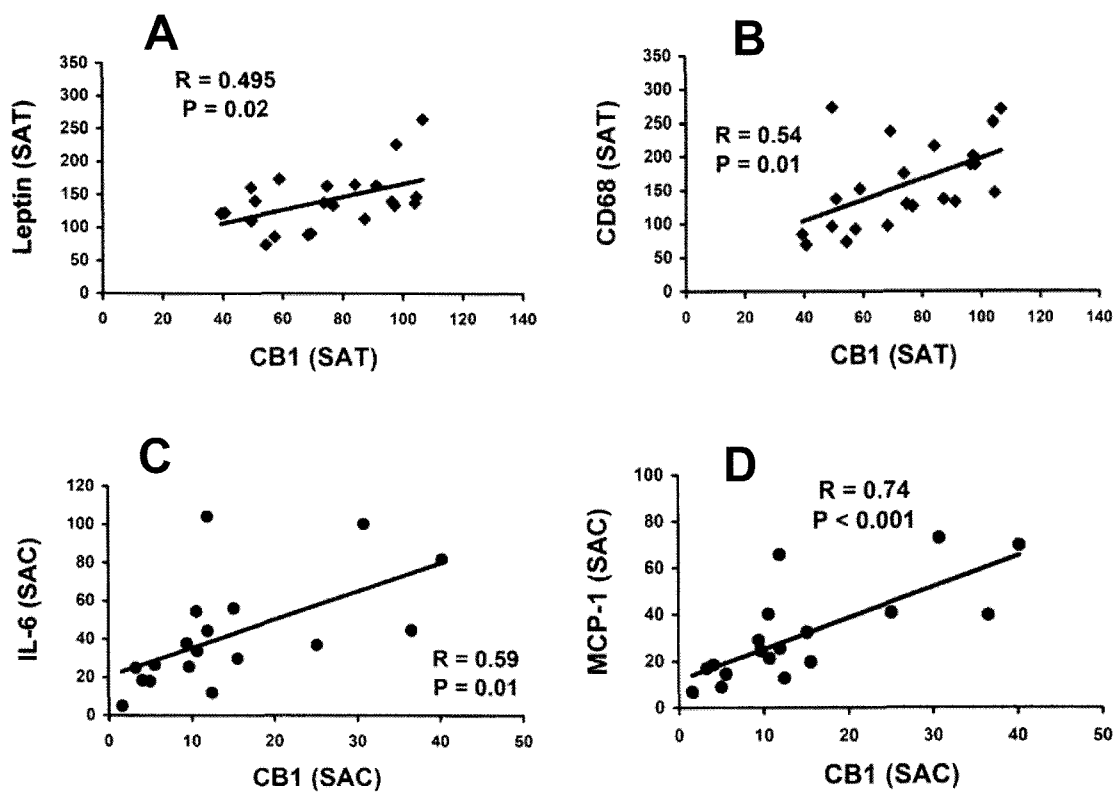 A
R = 0.495
P = 0.02
Leptin (SAT)
350
300
250
200
150
100
50
0
0 20 40 60 80 100 120 140
CB1 (SAT)
B
R = 0.54
P = 0.01
CD68 (SAT)
350
300
250
200
150
100
50
0
0 20 40 60 80 100 120 140
CB1 (SAT)
C
IL-6 (SAC)
120
100
80
60
40
20
0
R = 0.59
P = 0.01
0 10 20 30 40 50
CB1 (SAC)
D
R = 0.74
P < 0.001
MCP-1 (SAC)
100
80
60
40
20
0
0 10 20 30 40 50
CB1 (SAC)